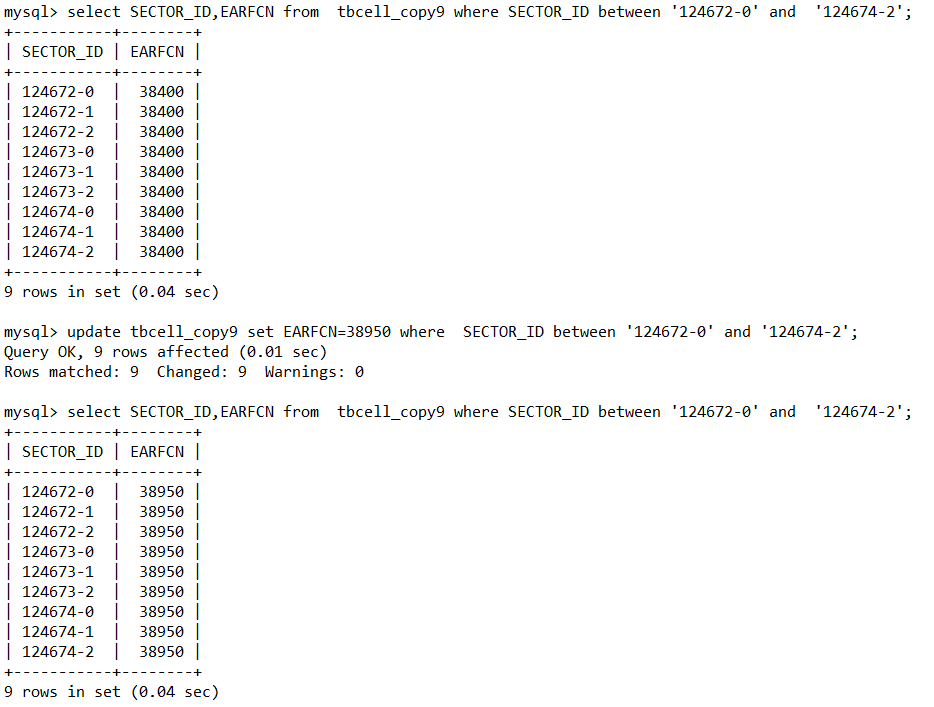 mysql> select SECTOR_ID,EARFCN from  tbcell_copy9 where SECTOR_ID between '124672-0' and  '124674-2';
+-----------+--------+
| SECTOR_ID | EARFCN |
+-----------+--------+
| 124672-0  |  38400 |
| 124672-1  |  38400 |
| 124672-2  |  38400 |
| 124673-0  |  38400 |
| 124673-1  |  38400 |
| 124673-2  |  38400 |
| 124674-0  |  38400 |
| 124674-1  |  38400 |
| 124674-2  |  38400 |
+-----------+--------+
9 rows in set (0.04 sec)

mysql> update tbcell_copy9 set EARFCN=38950 where  SECTOR_ID between '124672-0' and '124674-2';
Query OK, 9 rows affected (0.01 sec)
Rows matched: 9  Changed: 9  Warnings: 0

mysql> select SECTOR_ID,EARFCN from  tbcell_copy9 where SECTOR_ID between '124672-0' and  '124674-2';
+-----------+--------+
| SECTOR_ID | EARFCN |
+-----------+--------+
| 124672-0  |  38950 |
| 124672-1  |  38950 |
| 124672-2  |  38950 |
| 124673-0  |  38950 |
| 124673-1  |  38950 |
| 124673-2  |  38950 |
| 124674-0  |  38950 |
| 124674-1  |  38950 |
| 124674-2  |  38950 |
+-----------+--------+
9 rows in set (0.04 sec)